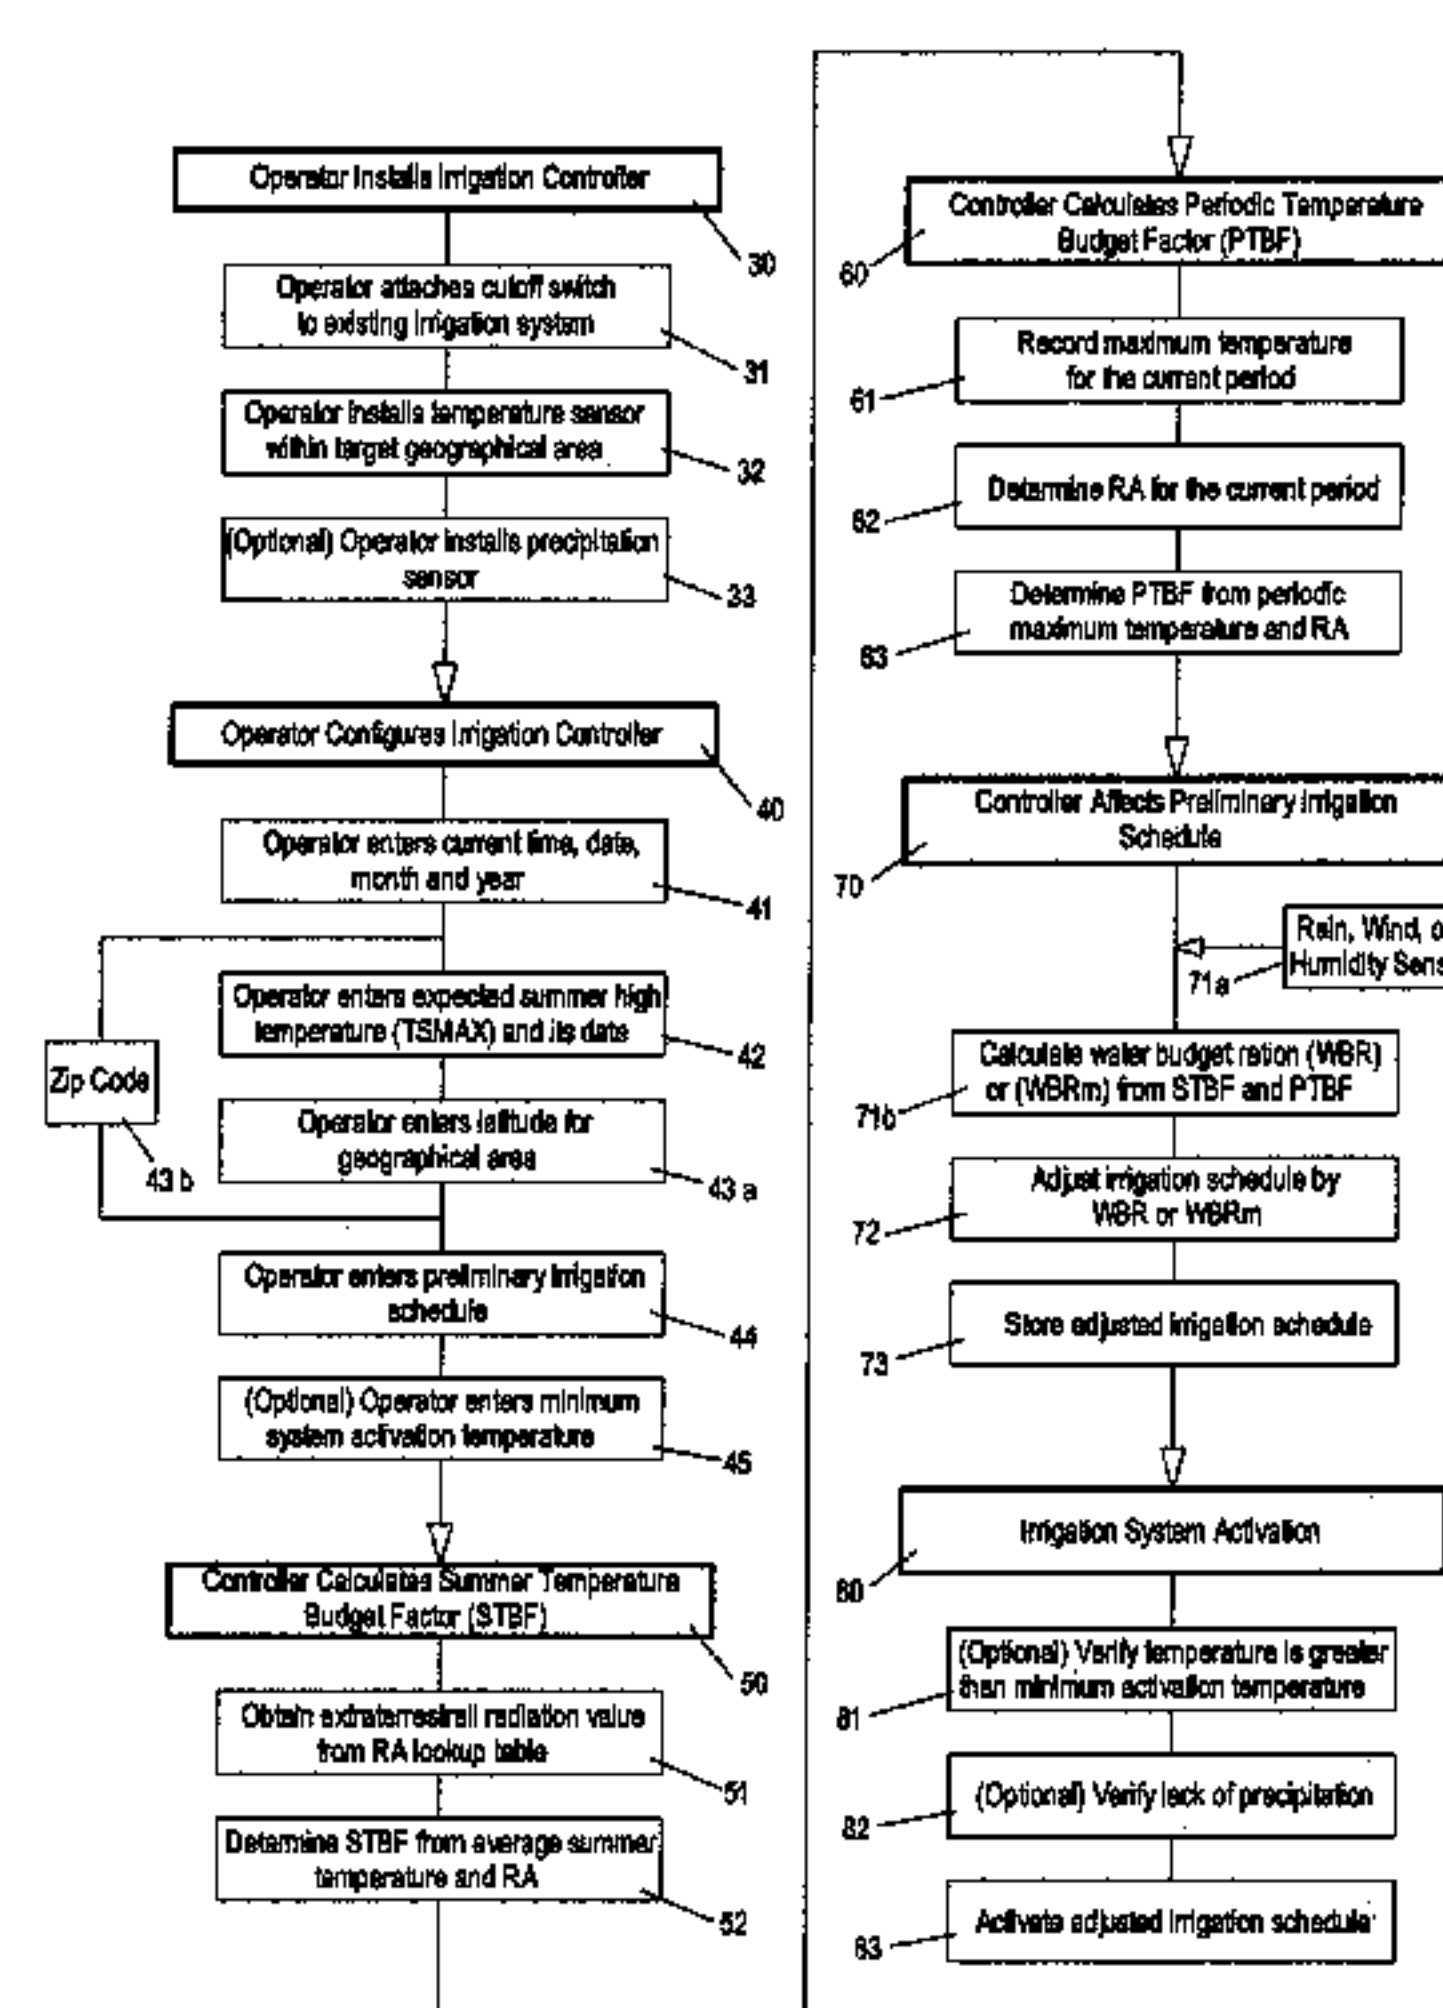 Operator Installs Irrigation Controller
30
Operator attaches cutoff switch
to existing irrigation system
31
Operator installs temperature sensor
within target geographical area
32
(Optional) Operator installs precipitation
sensor
33
Operator Configures Irrigation Controller
40
Operator enters current time, date,
month and year
41
Operator enters expected summer high
temperature (TSMAX) and its date
42
Zip Code
43 b
Operator enters latitude for
geographical area
43 a
Operator enters preliminary irrigation
schedule
44
(Optional) Operator enters minimum
system activation temperature
45
Controller Calculates Summer Temperature
Budget Factor (STBF)
50
Obtain extraterrestrail radiation value
from RA lookup table
51
Determine STBF from average summer
temperature and RA
52
Controller Calculates Periodic Temperature
Budget Factor (PTBF)
60
Record maximum temperature
for the current period
61
Determine RA for the current period
62
Determine PTBF from periodic
maximum temperature and RA
63
Controller Affects Preliminary Irrigation
Schedule
70
Rain, Wind, o
Humidity Sens
71a
Calculate water budget ration (WBR)
or (WBRm) from STBF and PTBF
71b
Adjust irrigation schedule by
WBR or WBRm
72
Store adjusted irrigation schedule
73
Irrigation System Activation
80
(Optional) Verify temperature is greater
than minimum activation temperature
81
(Optional) Verify lack of precipitation
82
Activate adjusted irrigation schedule
83